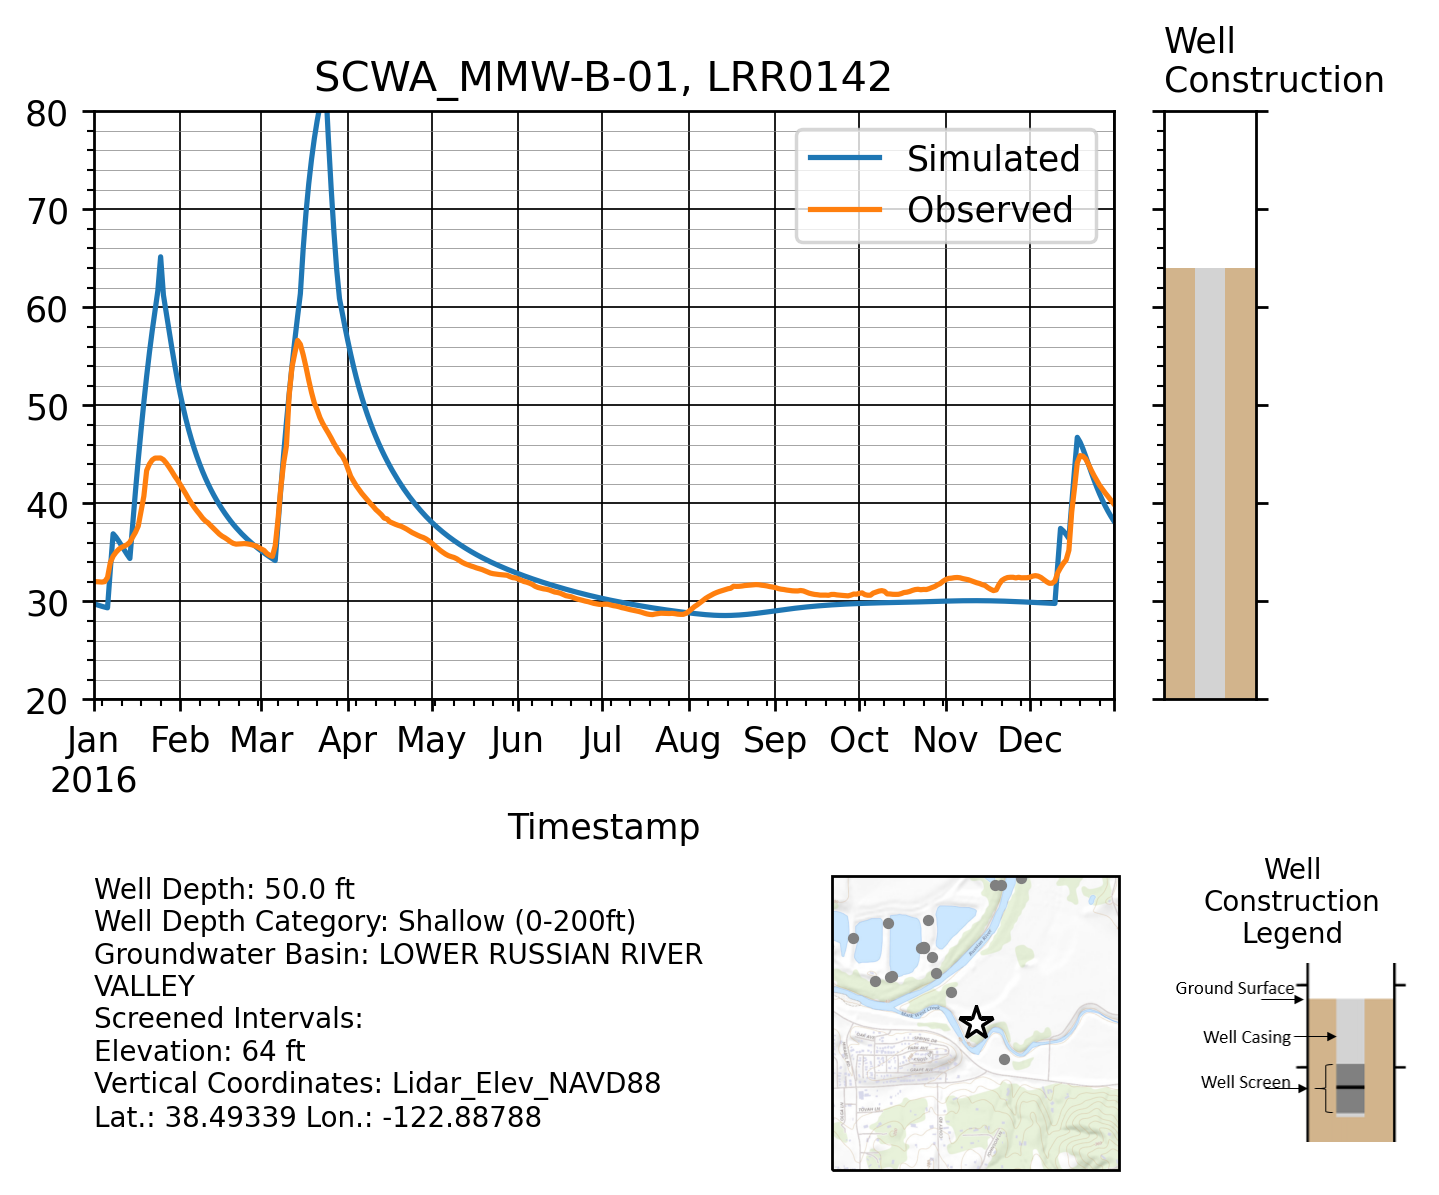 Well
Construction
SCWA_MMW-B-01, LRR0142
80
70
60
50
40
30
20
Simulated
Observed
Jan Feb Mar Apr May Jun Jul Aug Sep Oct Nov Dec
2016
Timestamp
Well Depth: 50.0 ft
Well Depth Category: Shallow (0-200ft)
Groundwater Basin: LOWER RUSSIAN RIVER
VALLEY
Screened Intervals:
Elevation: 64 ft
Vertical Coordinates: Lidar_Elev_NAVD88
Lat.: 38.49339 Lon.: -122.88788
Well
Construction
Legend
Ground Surface
Well Casing
Well Screen